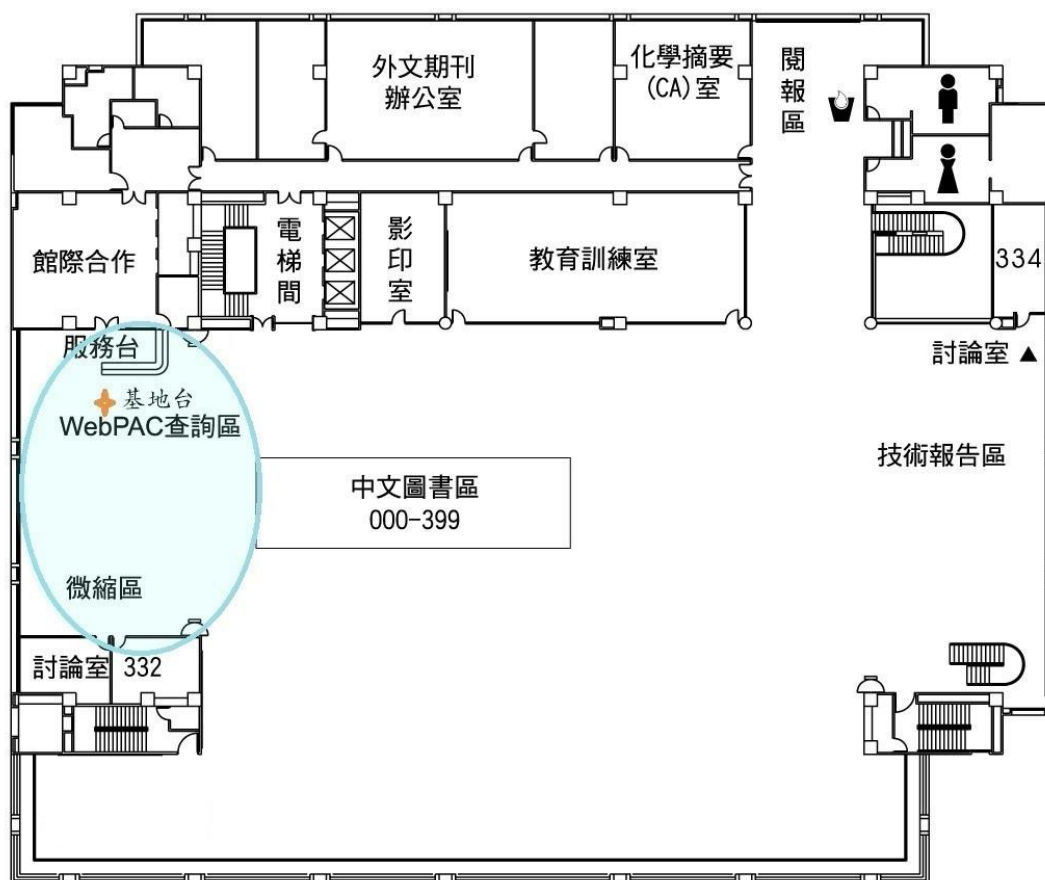 外文期刊
辦公室
化學摘要
(CA)室
閱報區
館際合作
電梯間
影印室
教育訓練室
334
服務台
討論室 ▲
基地台
WebPAC查詢區
技術報告區
中文圖書區
000-399
微縮區
討論室 332